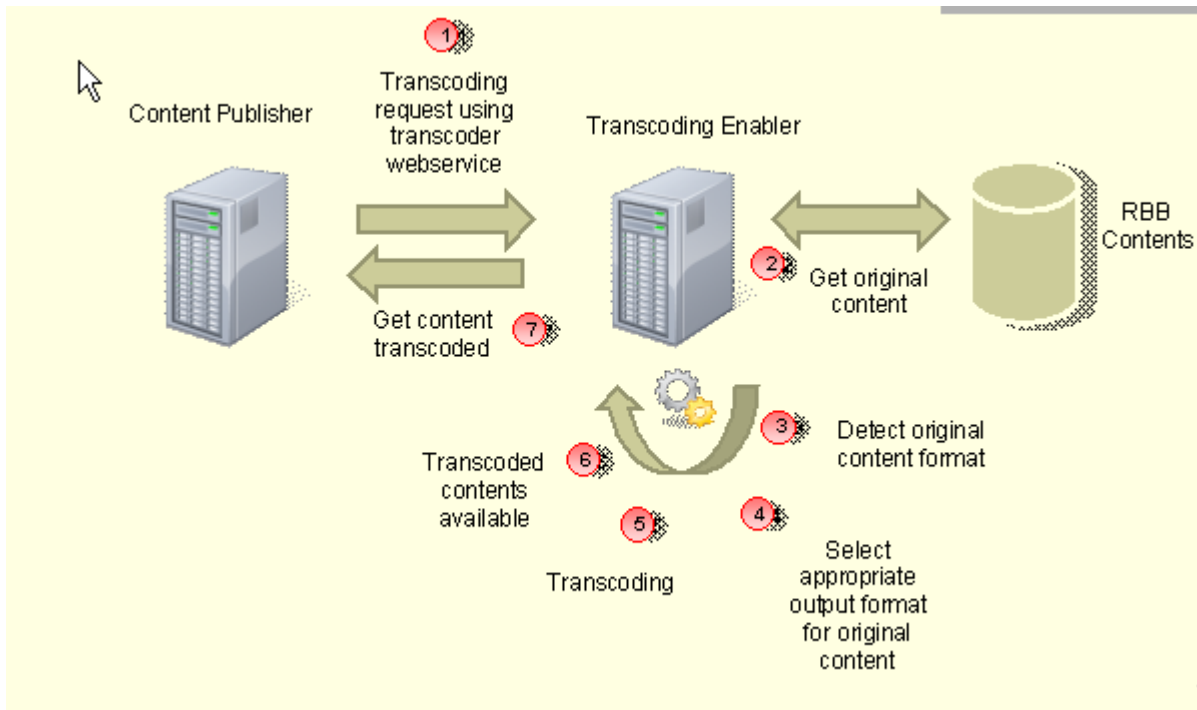 1
Transcoding
request using
transcoder
webservice
Content Publisher
Transcoding Enabler
RBB
Contents
2
Get original
content
Get content
transcoded
7
3
Detect original
content format
4
Select
appropriate
output format
for original
content
5
Transcoding
6
Transcoded
contents
available